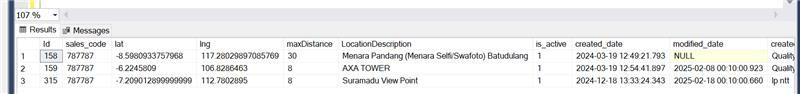 107 %
Results Messages
Id sales_code lat lng maxDistance LocationDescription is_active created_date modified_date created
1 158 787787 -8.5980933757968 117.28029897085769 30 Menara Pandang (Menara Selfi/Swafoto) Batudulang 1 2024-03-19 12:49:21.793 NULL Quality
2 159 787787 -6.2245809 106.8286463 8 AXA TOWER 1 2024-03-19 12:54:41.897 2025-02-08 00:10:00.923 Quality
3 315 787787 -7.209012899999999 112.7802895 8 Suramadu View Point 1 2024-12-18 13:33:24.343 2025-02-18 00:10:00.660 lp ntt